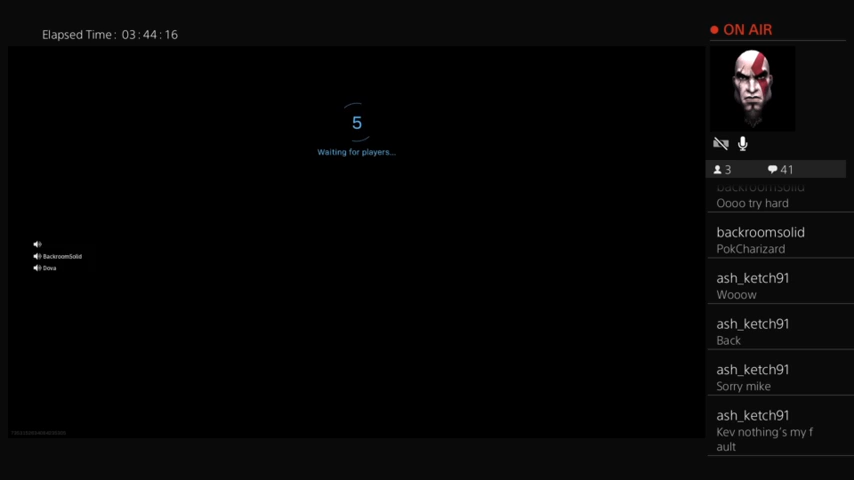 Elapsed Time: 03:44:16
ON AIR
5
Waiting for players...
3 41
backroomsolid
Oooo try hard
backroomsolid
PokCharizard
BackroomSolid
Dova
ash_ketch91
Wooow
ash_ketch91
Back
ash_ketch91
Sorry mike
ash_ketch91
Kev nothing's my f
ault